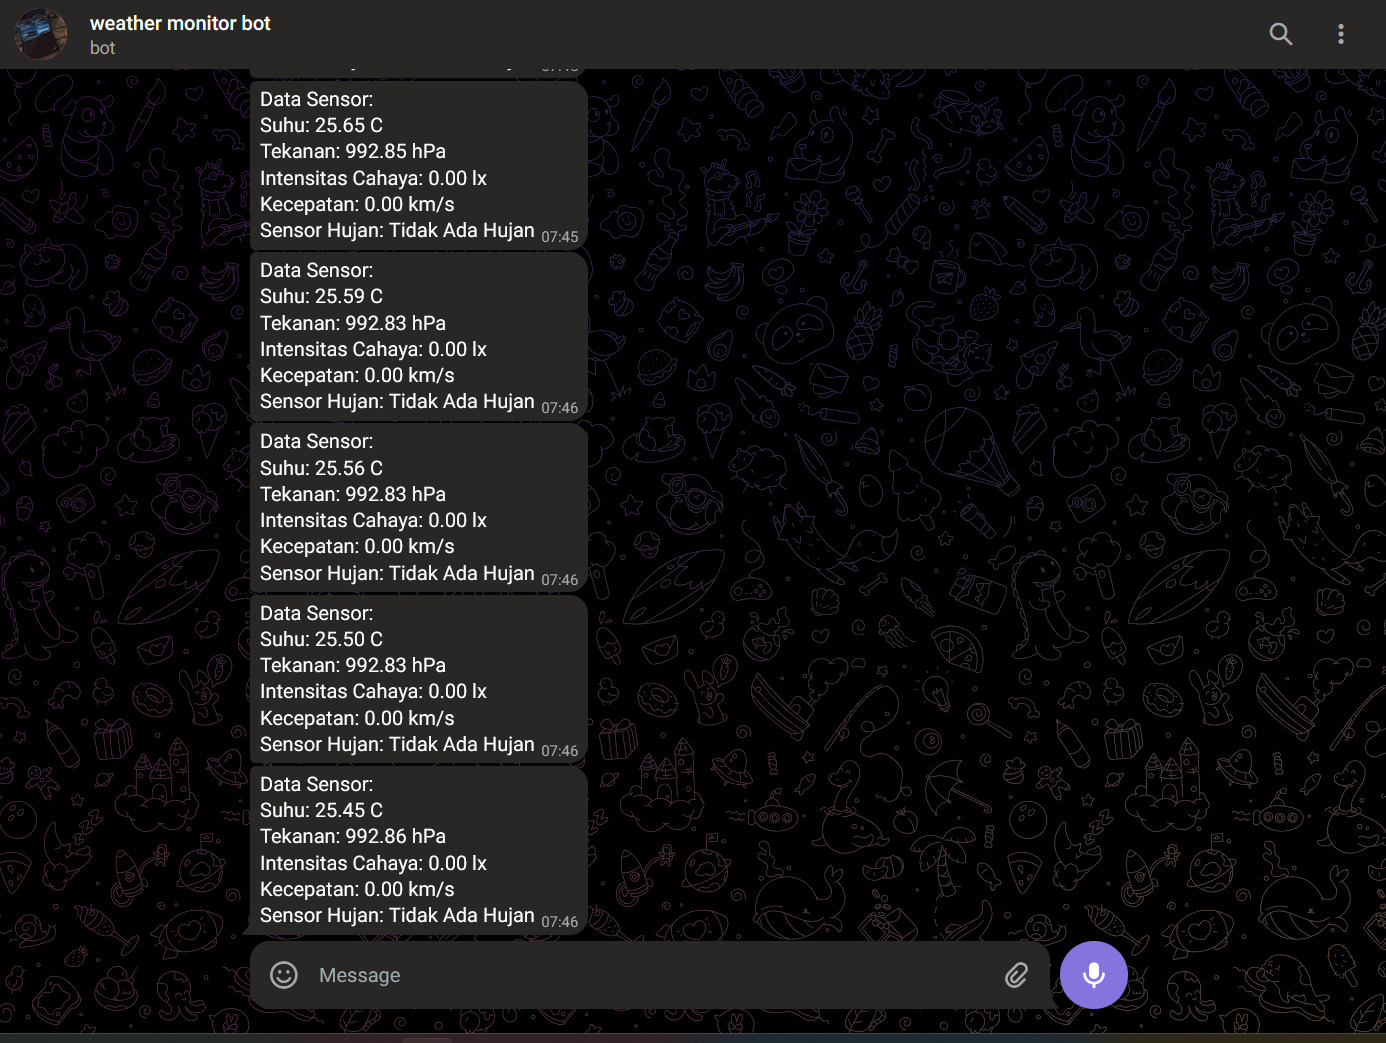 weather monitor bot
bot
Data Sensor:
Suhu: 25.65 C
Tekanan: 992.85 hPa
Intensitas Cahaya: 0.00 lx
Kecepatan: 0.00 km/s
Sensor Hujan: Tidak Ada Hujan 07:45
Data Sensor:
Suhu: 25.59 C
Tekanan: 992.83 hPa
Intensitas Cahaya: 0.00 lx
Kecepatan: 0.00 km/s
Sensor Hujan: Tidak Ada Hujan 07:46
Data Sensor:
Suhu: 25.56 C
Tekanan: 992.83 hPa
Intensitas Cahaya: 0.00 lx
Kecepatan: 0.00 km/s
Sensor Hujan: Tidak Ada Hujan 07:46
Data Sensor:
Suhu: 25.50 C
Tekanan: 992.83 hPa
Intensitas Cahaya: 0.00 lx
Kecepatan: 0.00 km/s
Sensor Hujan: Tidak Ada Hujan 07:46
Data Sensor:
Suhu: 25.45 C
Tekanan: 992.86 hPa
Intensitas Cahaya: 0.00 lx
Kecepatan: 0.00 km/s
Sensor Hujan: Tidak Ada Hujan 07:46
Message